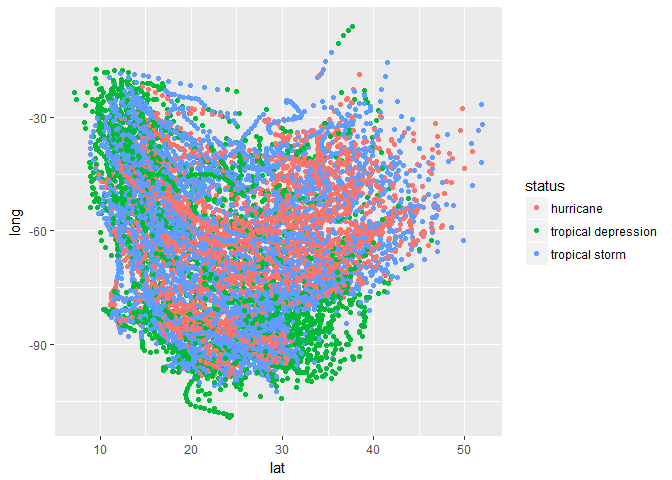 -30
-60
-90
long
10
20
30
40
50
lat
status
hurricane
tropical depression
tropical storm